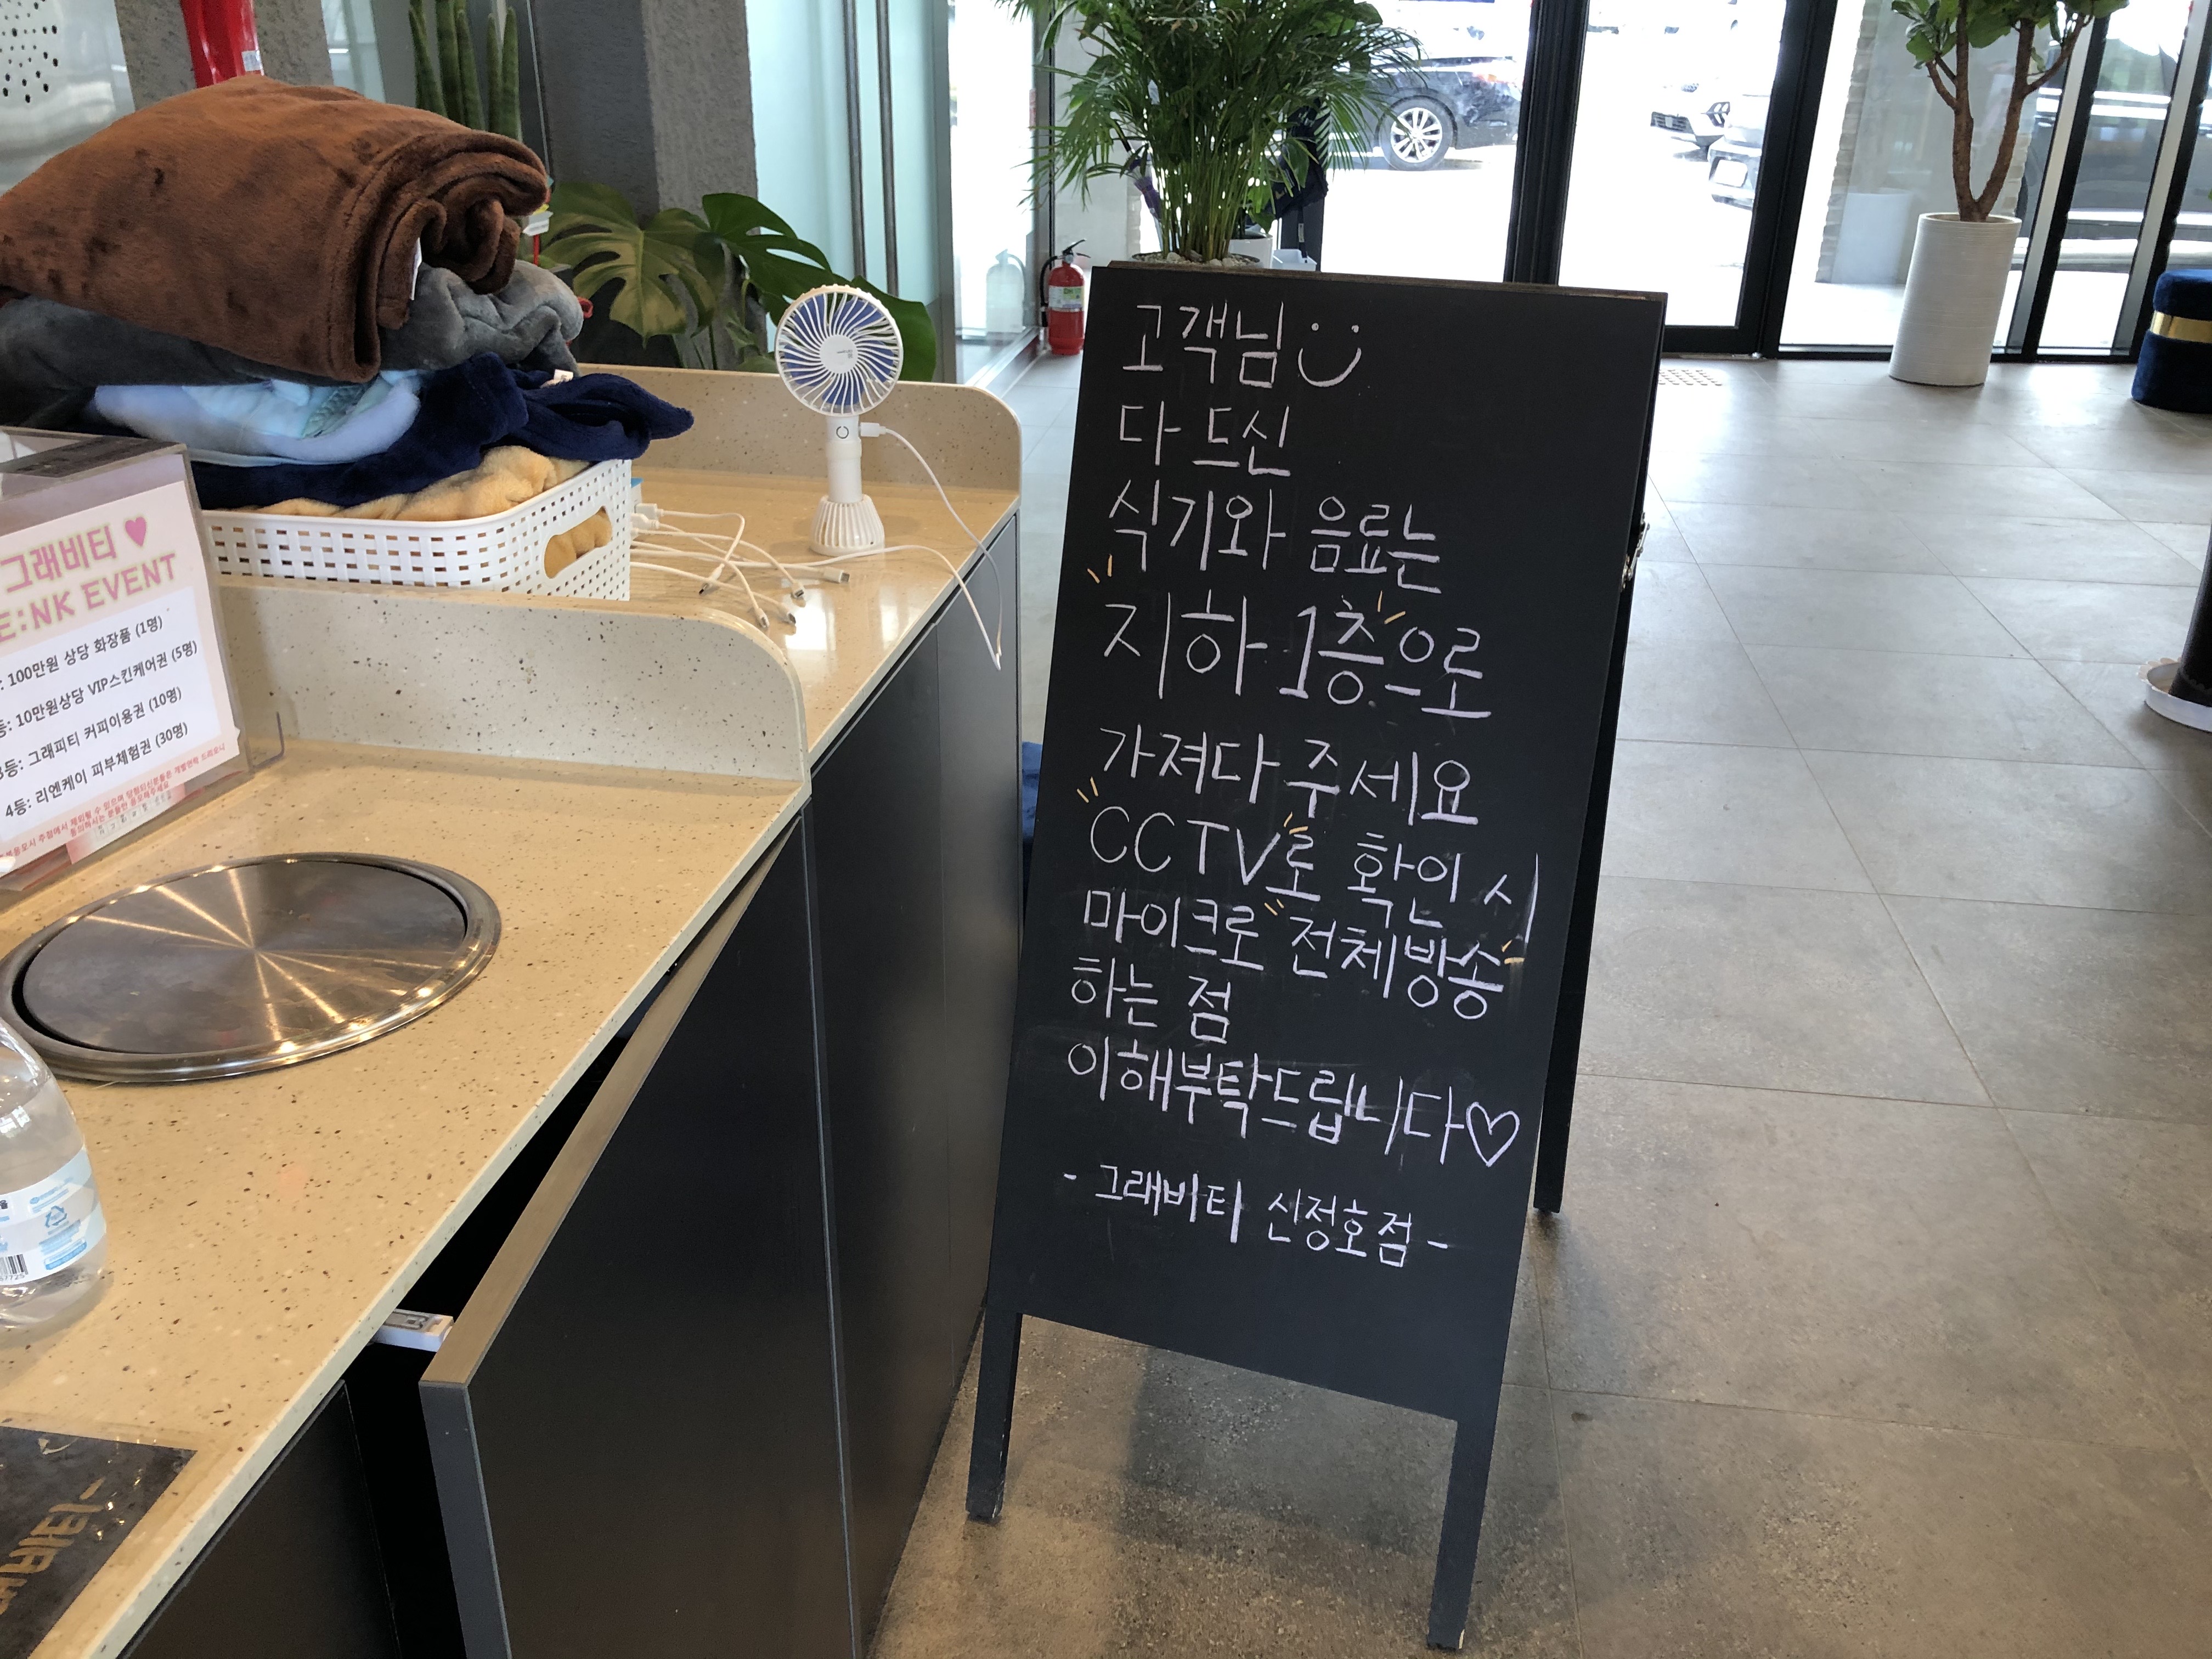 고객님
다 드신
식기와 음료는
지하 1층으로
가져다 주세요
CCTV로 확인 시
마이크로 전체방송
하는 점
이해부탁드립니다♡
- 그래비티 신정호점 -
그래비티 ♥
E:NK EVENT
: 100만원 상당 화장품 (1명)
등: 10만원상당 VIP스킨케어권 (5명)
3등: 그래피티 커피이용권 (10명)
4등: 리엔케이 피부체험권 (30명)